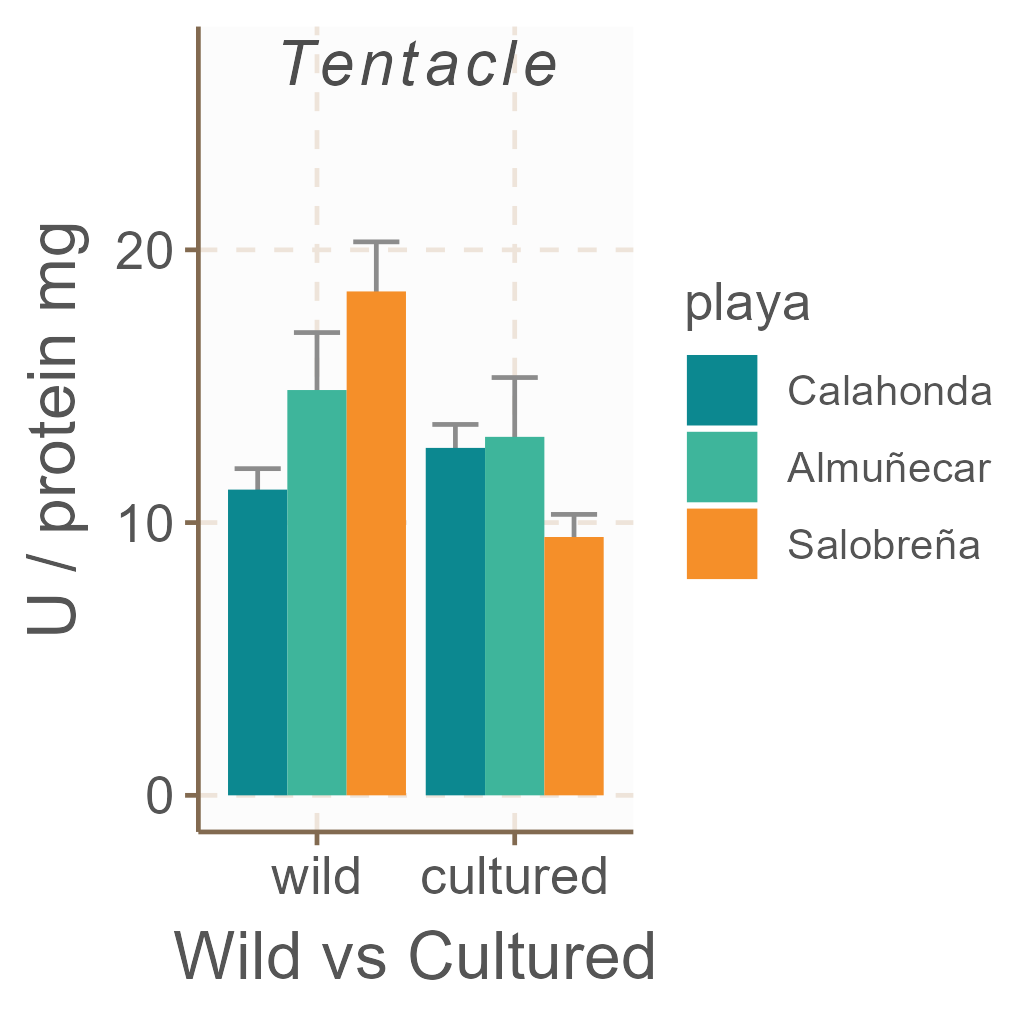 Tentacle
U / protein mg
20
10
0
wild cultured
Wild vs Cultured
playa
Calahonda
Almuñecar
Salobreña